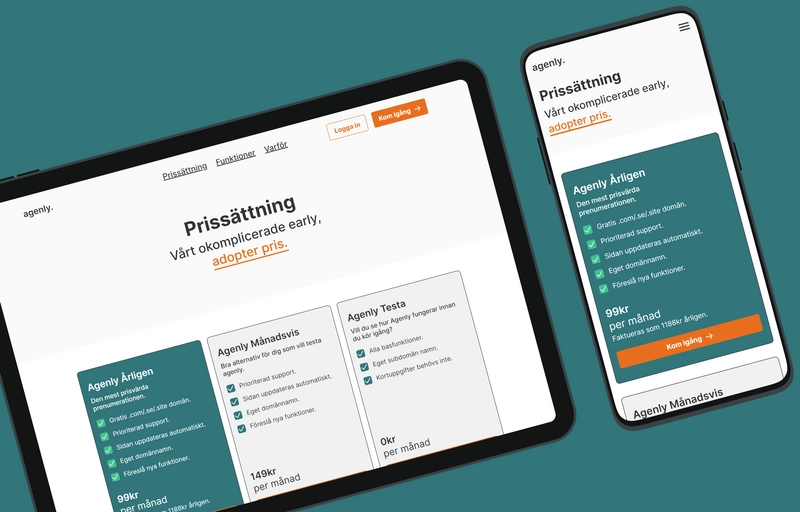 agenly.
Prissättning
Funktioner
Varför
Logga in
Kom igång →
Prissättning
Vårt okomplicerade early,
adopter pris.
Agenly Årligen
Den mest prisvärda
prenumerationen.
Gratis .com/.se/.site domän.
Prioriterad support.
Sidan uppdateras automatiskt.
Eget domännamn.
Föreslå nya funktioner.
99kr
per månad
1188kr årligen.
Agenly Månadsvis
Bra alternativ för dig som vill testa
agenly.
Prioriterad support.
Sidan uppdateras automatiskt.
Eget domännamn.
Föreslå nya funktioner.
149kr
per månad
Agenly Testa
Vill du se hur Agenly fungerar innan
du kör igång?
Alla basfunktioner.
Eget subdomän namn.
Kortuppgifter behövs inte.
0kr
per månad
agenly.
Prissättning
Vårt okomplicerade early,
adopter pris.
Agenly Årligen
Den mest prisvärda
prenumerationen.
Gratis .com/.se/.site domän.
Prioriterad support.
Sidan uppdateras automatiskt.
Eget domännamn.
Föreslå nya funktioner.
99kr
per månad
Faktureras som 1188kr årligen.
Kom igång →
Agenly Månadsvis